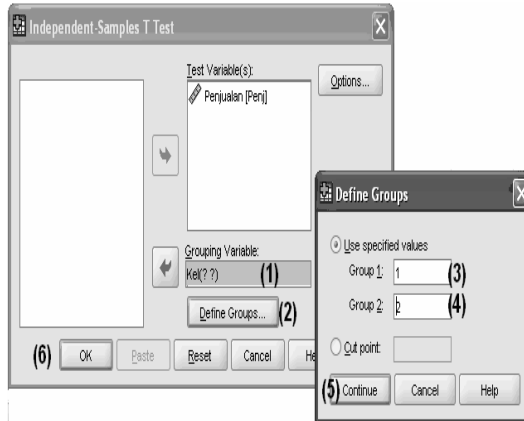 Independent-Samples T Test
Test Variable(s):
Penjualan [Penj]
Options...
Grouping Variable:
Kel(? ?) (1)
Define Groups... (2)
(6) OK Paste Reset Cancel He
Define Groups
Use specified values
Group 1: 1 (3)
Group 2: 2 (4)
Cut point:
(5) Continue Cancel Help